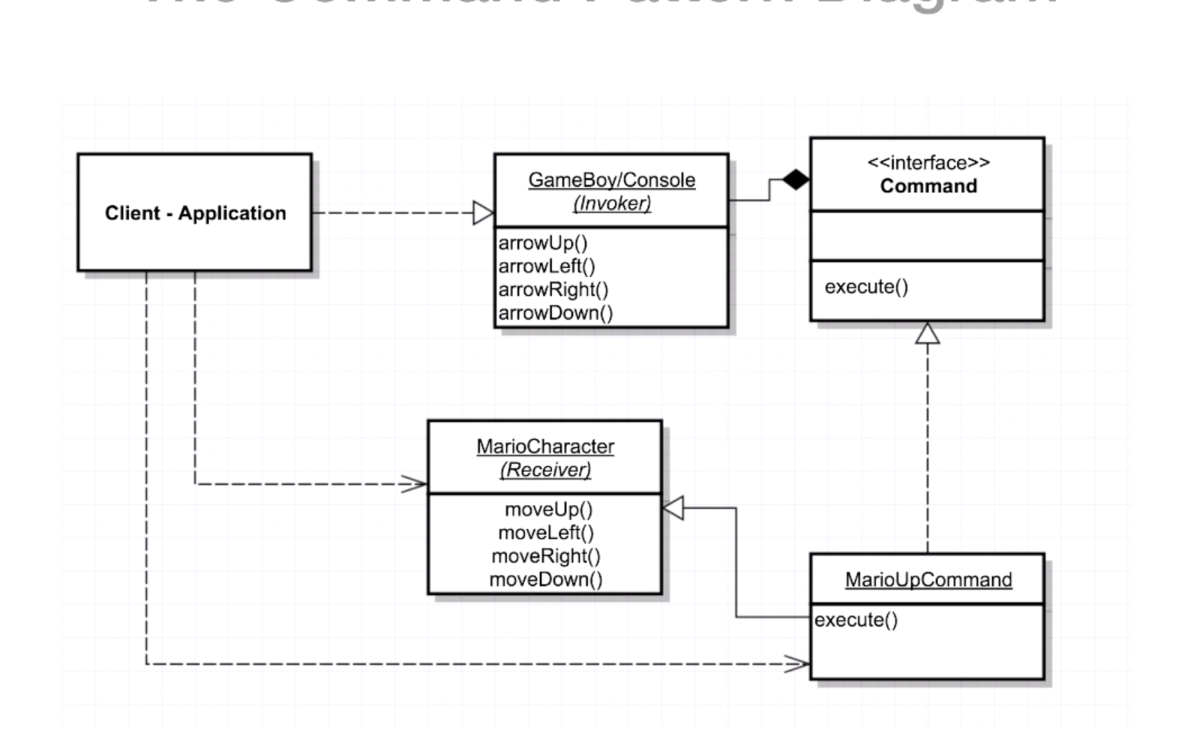 The Command Pattern Diagram
Client - Application
GameBoy/Console
(Invoker)
arrowUp()
arrowLeft()
arrowRight()
arrowDown()
<<interface>>
Command
execute()
MarioCharacter
(Receiver)
moveUp()
moveLeft()
moveRight()
moveDown()
MarioUpCommand
execute()